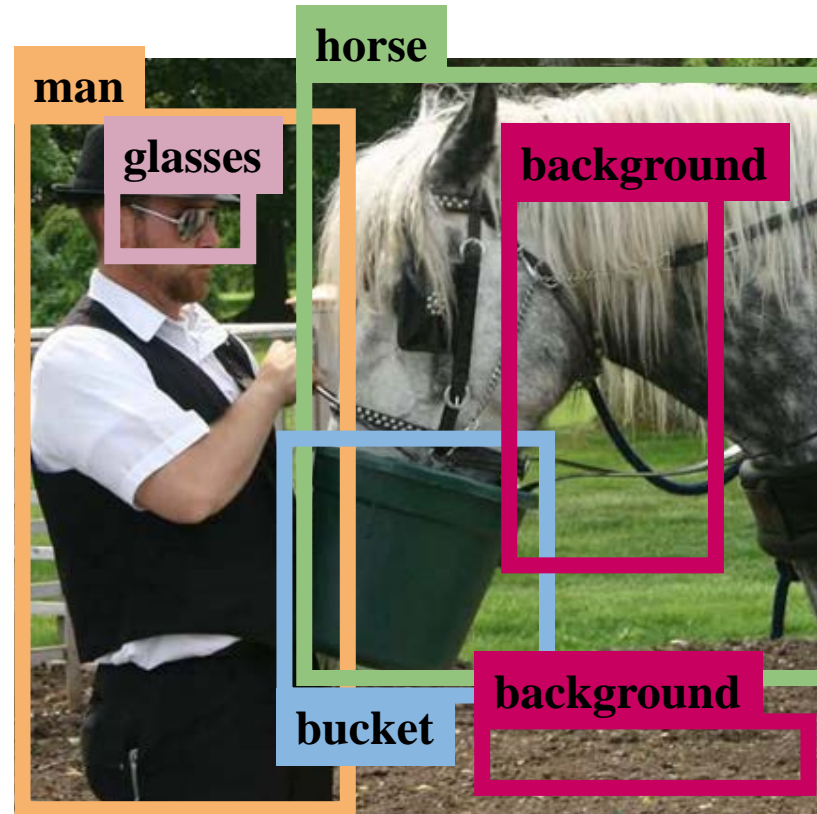 horse
man
glasses
background
background
bucket